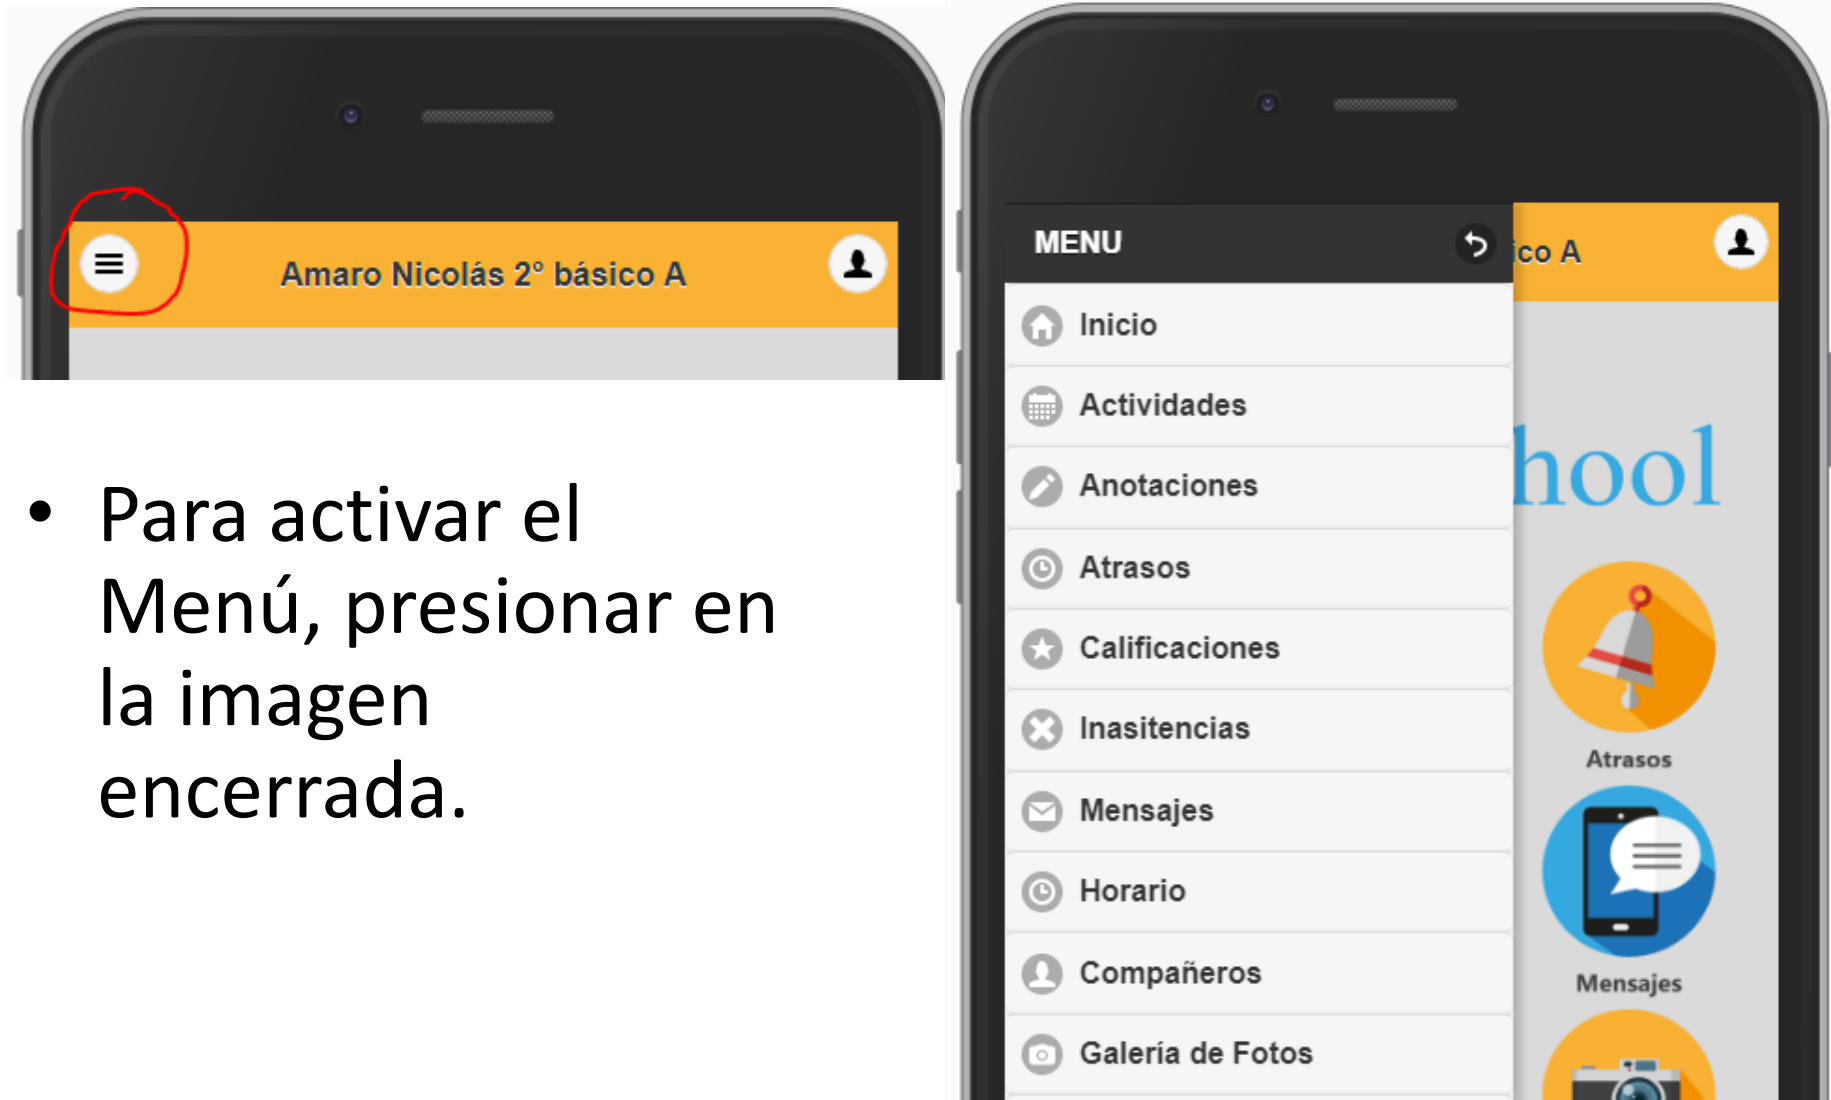 Amaro Nicolás 2° básico A
• Para activar el
Menú, presionar en
la imagen
encerrada.
MENU
ico A
Inicio
Actividades
Anotaciones
Atrasos
Calificaciones
Inasitencias
Mensajes
Horario
Compañeros
Galería de Fotos
hool
Atrasos
Mensajes